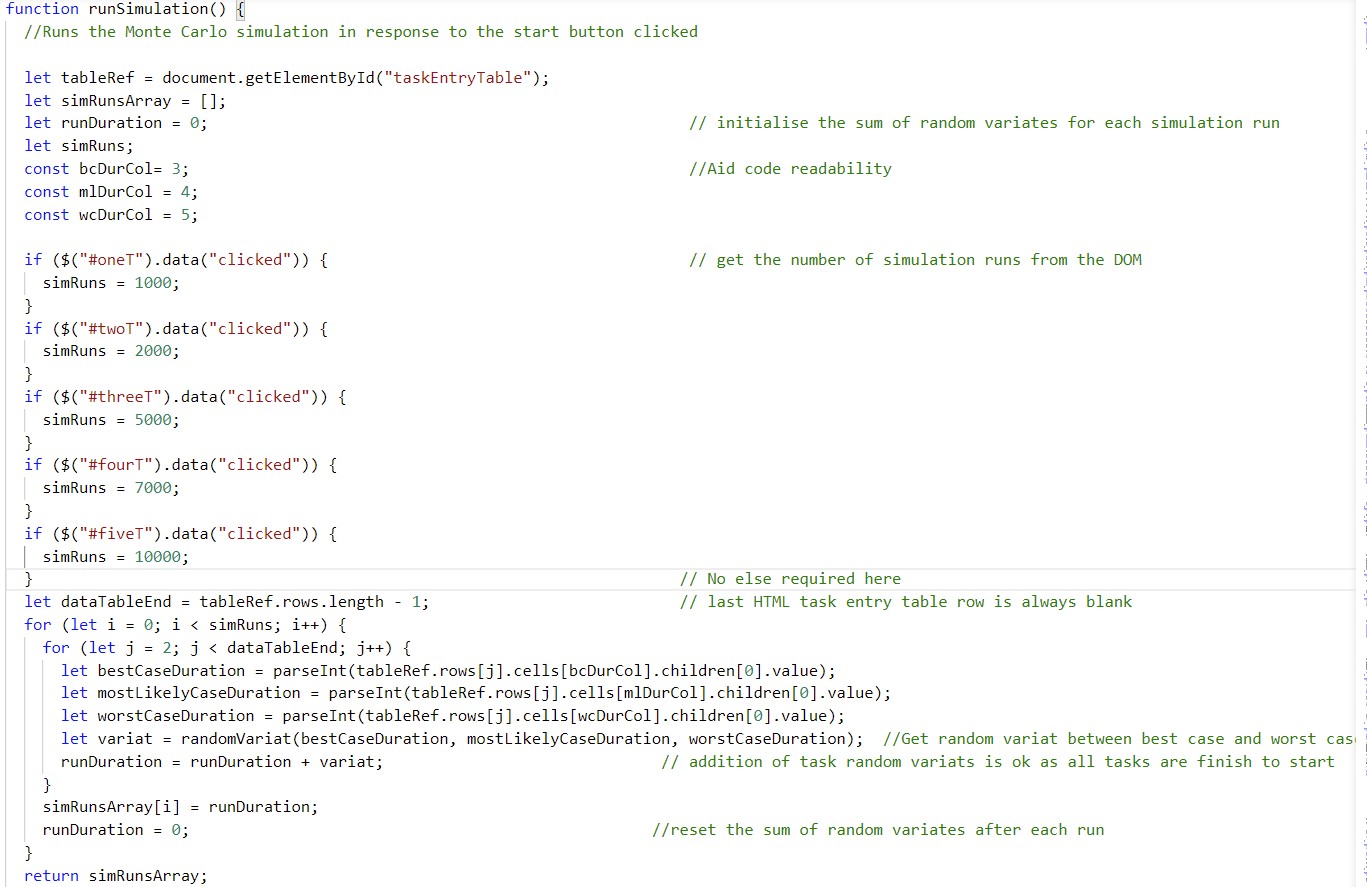 function runSimulation() {
//Runs the Monte Carlo simulation in response to the start button clicked
let tableRef = document.getElementById("taskEntryTable");
let simRunsArray = [];
let runDuration = 0; // initialise the sum of random variates for each simulation run
let simRuns;
const bcDurCol= 3; //Aid code readability
const mlDurCol = 4;
const wcDurCol = 5;
if ($("#oneT").data("clicked")) { // get the number of simulation runs from the DOM
simRuns = 1000;
}
if ($("#twoT").data("clicked")) {
simRuns = 2000;
}
if ($("#threeT").data("clicked")) {
simRuns = 5000;
}
if ($("#fourT").data("clicked")) {
simRuns = 7000;
}
if ($("#fiveT").data("clicked")) {
simRuns = 10000;
} // No else required here
let dataTableEnd = tableRef.rows.length - 1; // last HTML task entry table row is always blank
for (let i = 0; i < simRuns; i++) {
for (let j = 2; j < dataTableEnd; j++) {
let bestCaseDuration = parseInt(tableRef.rows[j].cells[bcDurCol].children[0].value);
let mostLikelyCaseDuration = parseInt(tableRef.rows[j].cells[mlDurCol].children[0].value);
let worstCaseDuration = parseInt(tableRef.rows[j].cells[wcDurCol].children[0].value);
let variat = randomVariat(bestCaseDuration, mostLikelyCaseDuration, worstCaseDuration); //Get random variat between best case and worst cas
runDuration = runDuration + variat; // addition of task random variats is ok as all tasks are finish to start
}
simRunsArray[i] = runDuration;
runDuration = 0; //reset the sum of random variates after each run
}
return simRunsArray;